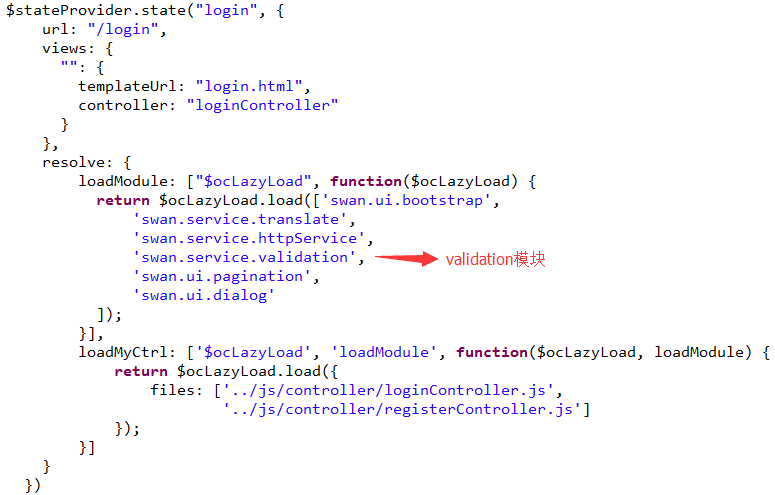 $stateProvider.state("login", {
    url: "/login",
    views: {
      "": {
        templateUrl: "login.html",
        controller: "loginController"
      }
    },
    resolve: {
        loadModule: ["$ocLazyLoad", function($ocLazyLoad) {
          return $ocLazyLoad.load(['swan.ui.bootstrap',
              'swan.service.translate',
              'swan.service.httpService',
              'swan.service.validation', validation模块
              'swan.ui.pagination',
              'swan.ui.dialog'
          ]);
        }],
        loadMyCtrl: ['$ocLazyLoad', 'loadModule', function($ocLazyLoad, loadModule) {
            return $ocLazyLoad.load({
                files: ['../js/controller/loginController.js',
                        '../js/controller/registerController.js']
            });
        }]
    }
  })